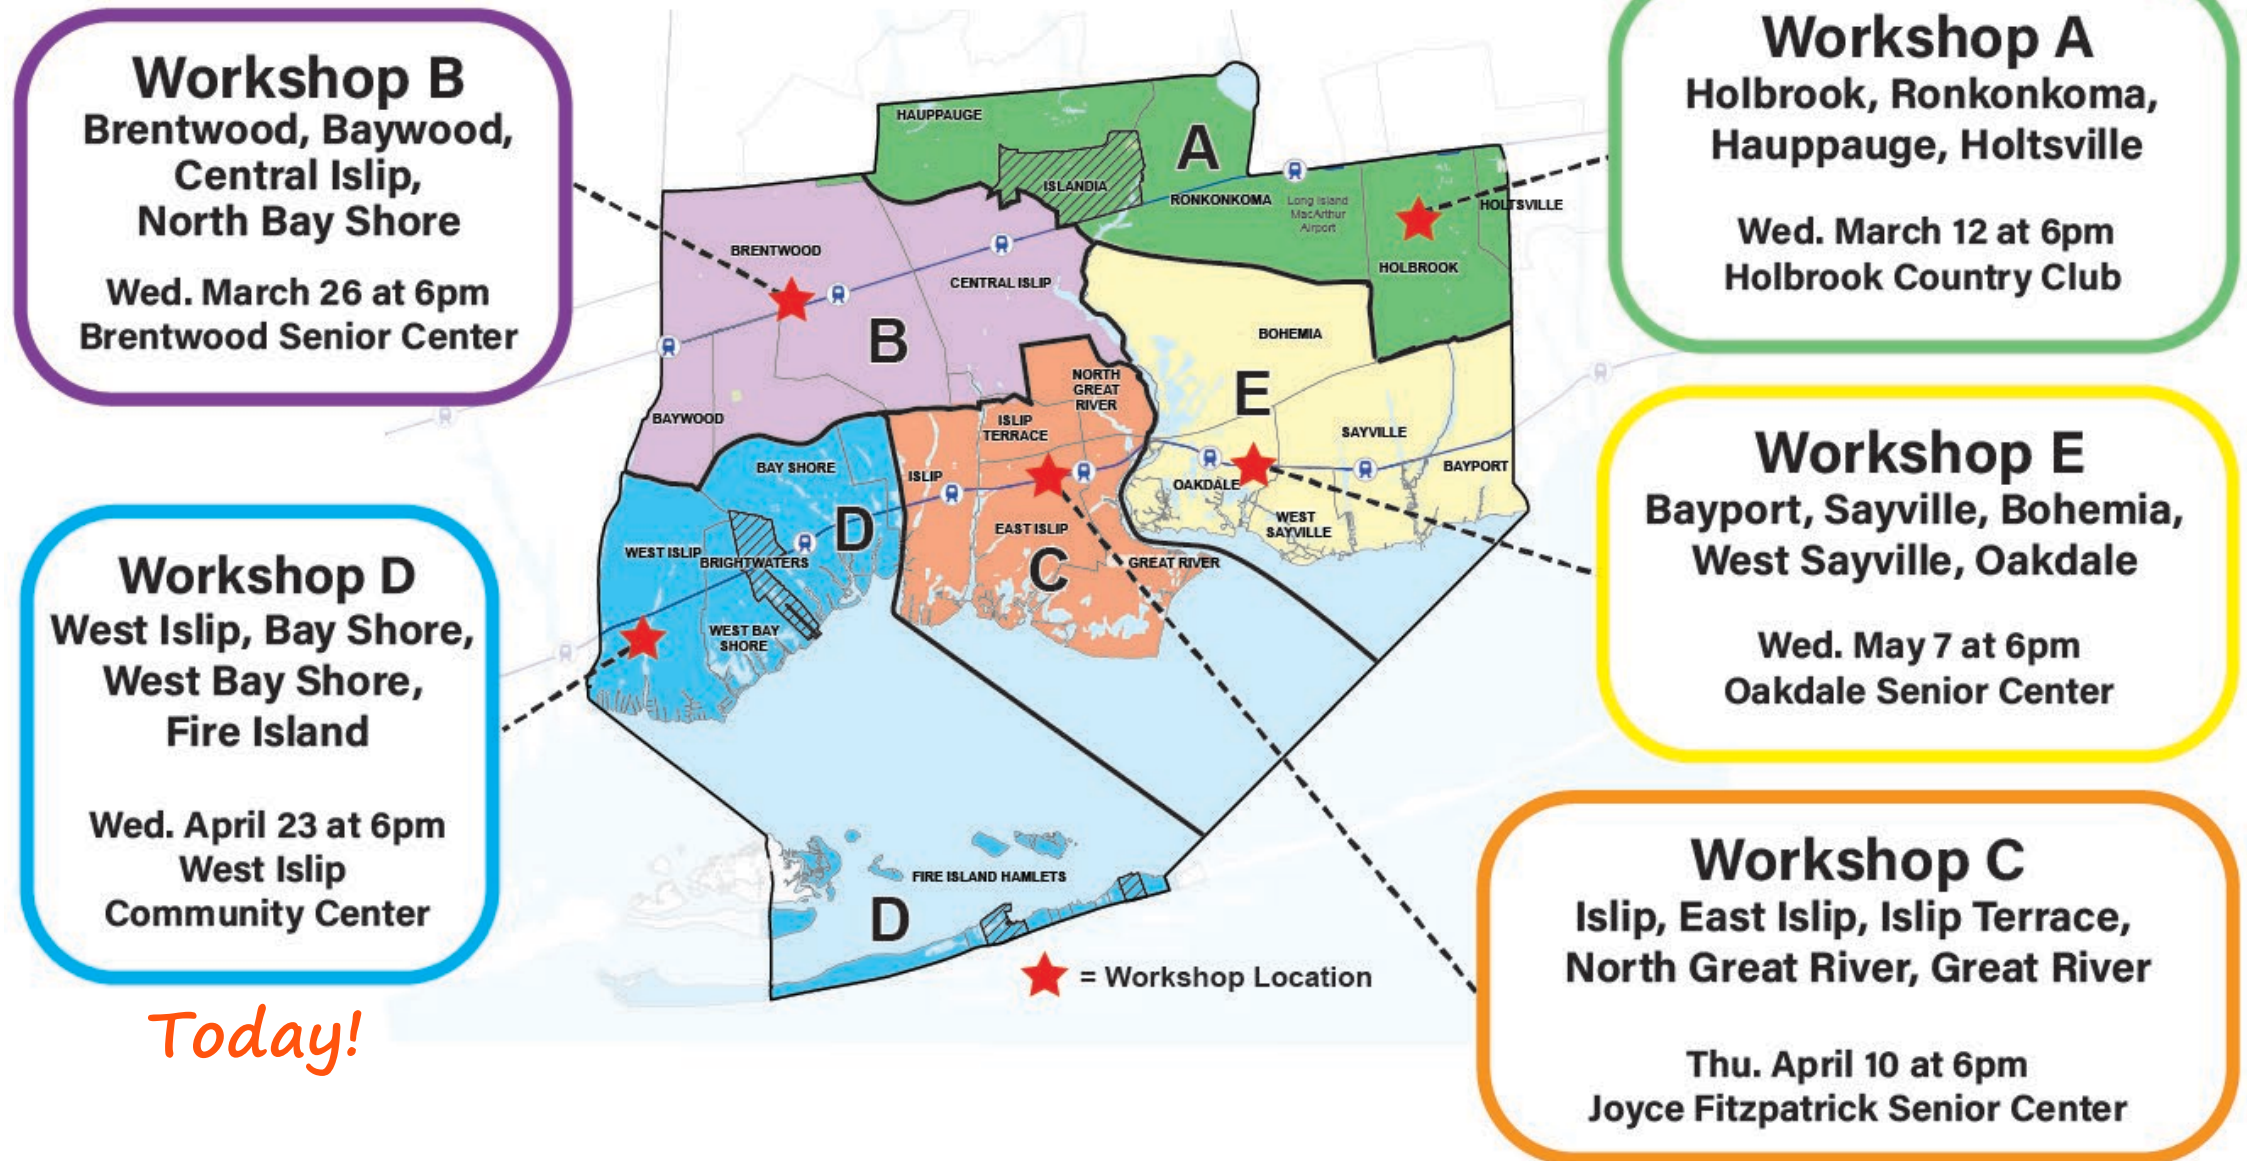 Workshop B
Brentwood, Baywood,
Central Islip,
North Bay Shore
Wed. March 26 at 6pm
Brentwood Senior Center
Workshop D
West Islip, Bay Shore,
West Bay Shore,
Fire Island
Wed. April 23 at 6pm
West Islip
Community Center
Today!
HAUPPAUGE
A
ISLANDIA
RONKONKOMA
Long Island
MacArthur
Airport
HOLTSVILLE
HOLBROOK
BRENTWOOD
CENTRAL ISLIP
B
BAYWOOD
BOHEMIA
E
NORTH
GREAT
RIVER
ISLIP
TERRACE
SAYVILLE
BAYPORT
BAY SHORE
ISLIP
OAKDALE
WEST
SAYVILLE
D
EAST ISLIP
WEST ISLIP
BRIGHTWATERS
C
GREAT RIVER
WEST BAY
SHORE
FIRE ISLAND HAMLETS
D
= Workshop Location
Workshop A
Holbrook, Ronkonkoma,
Hauppauge, Holtsville
Wed. March 12 at 6pm
Holbrook Country Club
Workshop E
Bayport, Sayville, Bohemia,
West Sayville, Oakdale
Wed. May 7 at 6pm
Oakdale Senior Center
Workshop C
Islip, East Islip, Islip Terrace,
North Great River, Great River
Thu. April 10 at 6pm
Joyce Fitzpatrick Senior Center